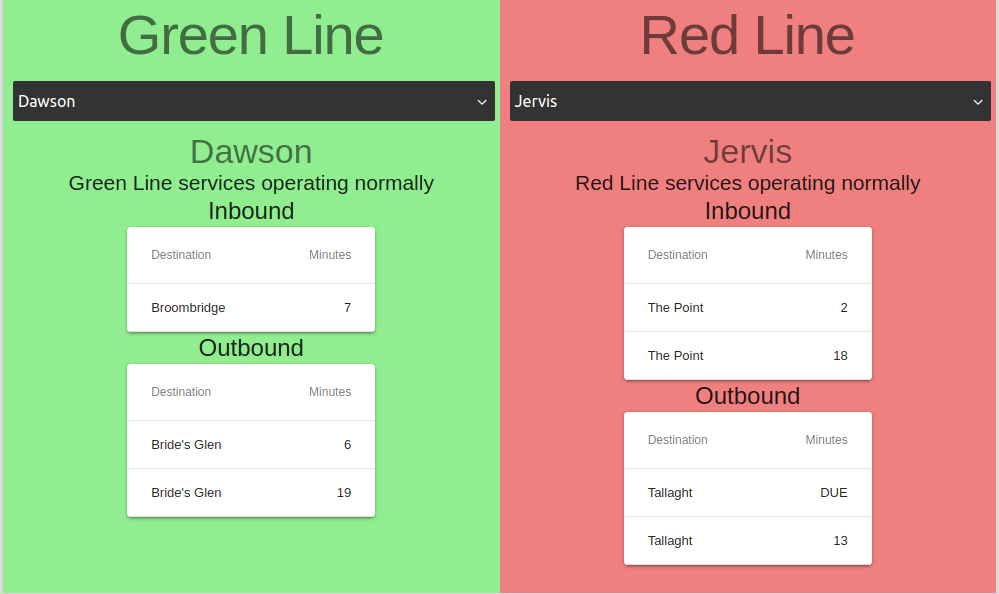 Green Line
Dawson
Dawson
Green Line services operating normally
Inbound
Destination Minutes
Broombridge 7
Outbound
Destination Minutes
Bride's Glen 6
Bride's Glen 19
Red Line
Jervis
Jervis
Red Line services operating normally
Inbound
Destination Minutes
The Point 2
The Point 18
Outbound
Destination Minutes
Tallaght DUE
Tallaght 13